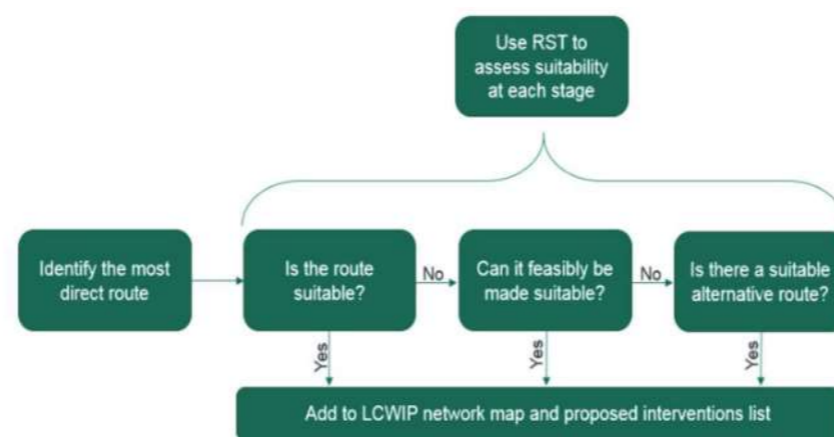 Use RST to
assess suitability
at each stage
Identify the most
direct route
Is the route
suitable?
No
Can it feasibly be
made suitable?
No
Is there a suitable
alternative route?
Yes
Yes
Yes
Add to LCWIP network map and proposed interventions list